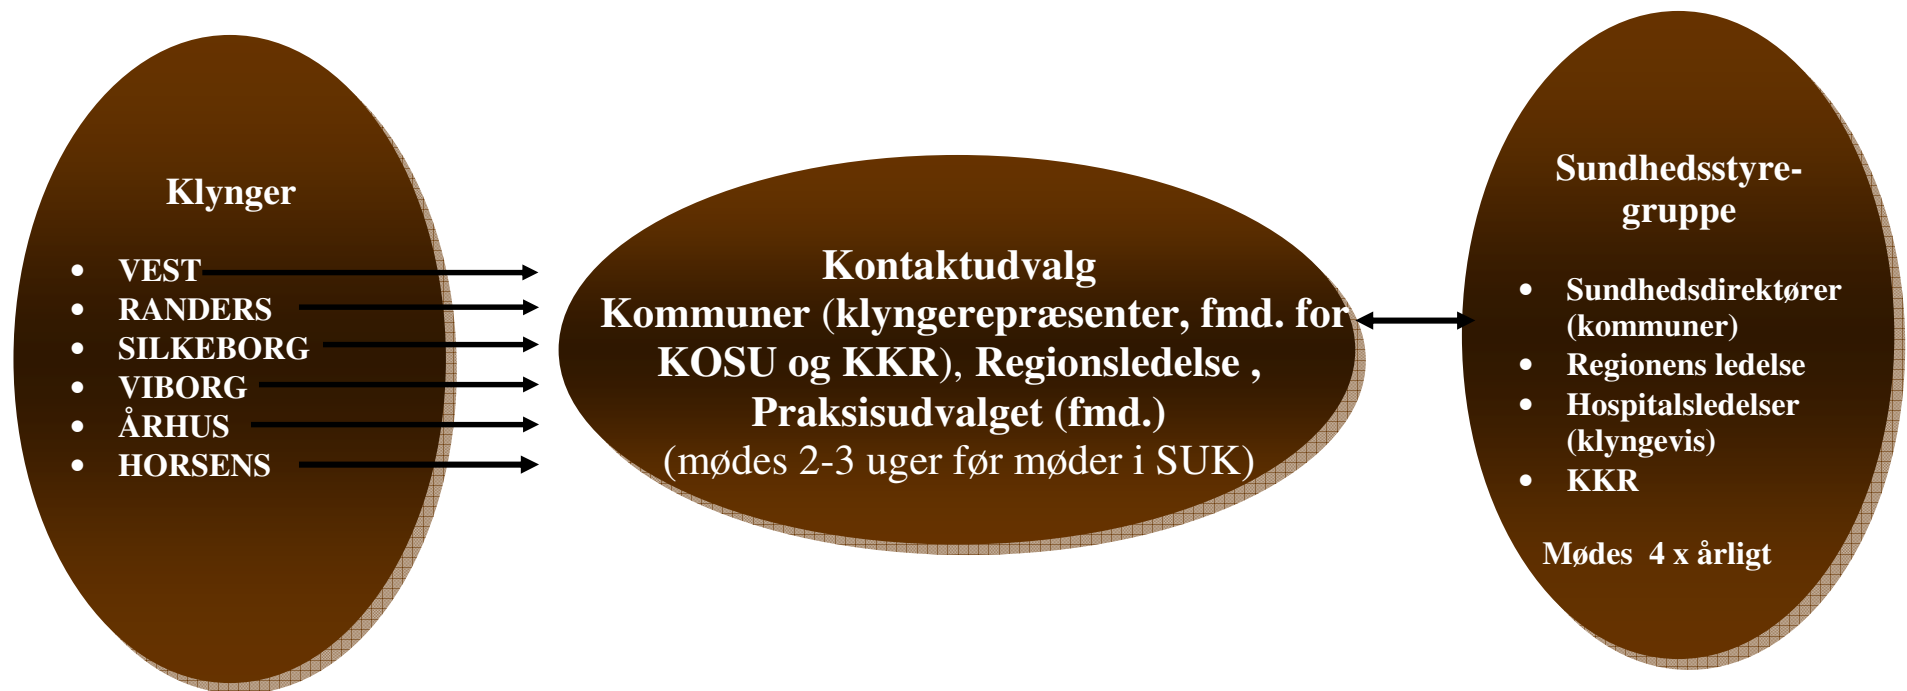 Klynger
• VEST
• RANDERS
• SILKEBORG
• VIBORG
• ÅRHUS
• HORSENS
Kontaktudvalg
Kommuner (klyngerepræsenter, fmd. for
KOSU og KKR), Regionsledelse ,
Praksisudvalget (fmd.)
(mødes 2-3 uger før møder i SUK)
Sundhedsstyre-
gruppe
• Sundhedsdirektører
(kommuner)
• Regionens ledelse
• Hospitalsledelser
(klyngevis)
• KKR
Mødes 4 x årligt